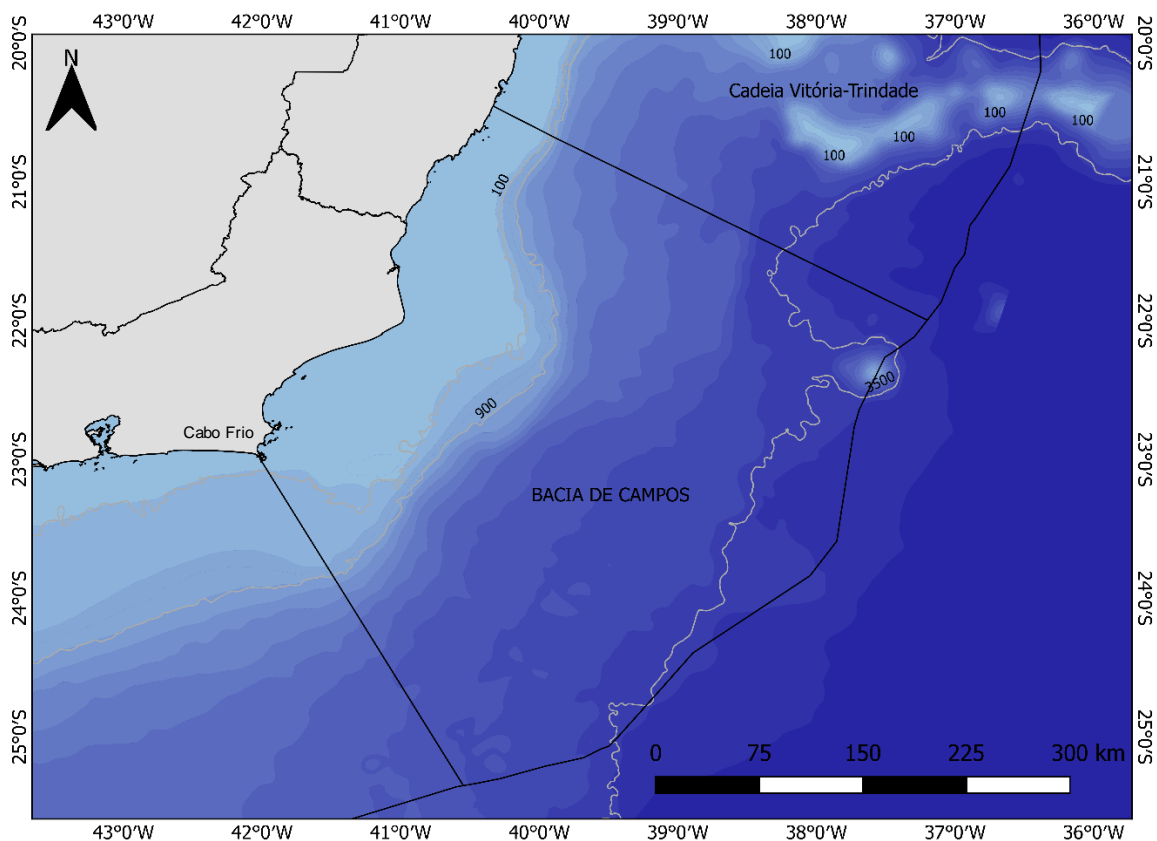 43°0'W 42°0'W 41°0'W 40°0'W 39°0'W 38°0'W 37°0'W 36°0'W
20°0'S 20°0'S
N
100
Cadeia Vitória-Trindade
100 100
100
100
21°0'S 21°0'S
100
22°0'S 22°0'S
3500
900
Cabo Frio
23°0'S 23°0'S
BACIA DE CAMPOS
24°0'S 24°0'S
25°0'S 25°0'S
0 75 150 225 300 km
43°0'W 42°0'W 41°0'W 40°0'W 39°0'W 38°0'W 37°0'W 36°0'W